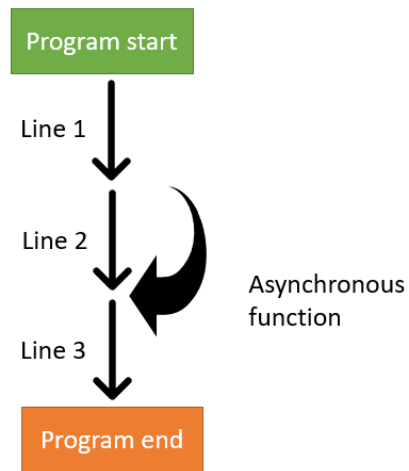 Program start
Line 1
Line 2
Asynchronous
function
Line 3
Program end